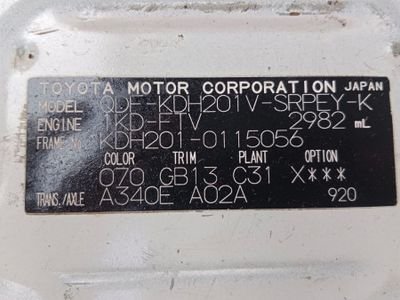 TOYOTA MOTOR CORPORATION JAPAN
MODEL QDF-KDH201V-SRPEY-K
ENGINE 1KD-FTV 2982 mL
FRAME No. KDH201-0115056
COLOR TRIM PLANT
070 GB13 C31 X***
TRANS./AXLE A340E A02A 920